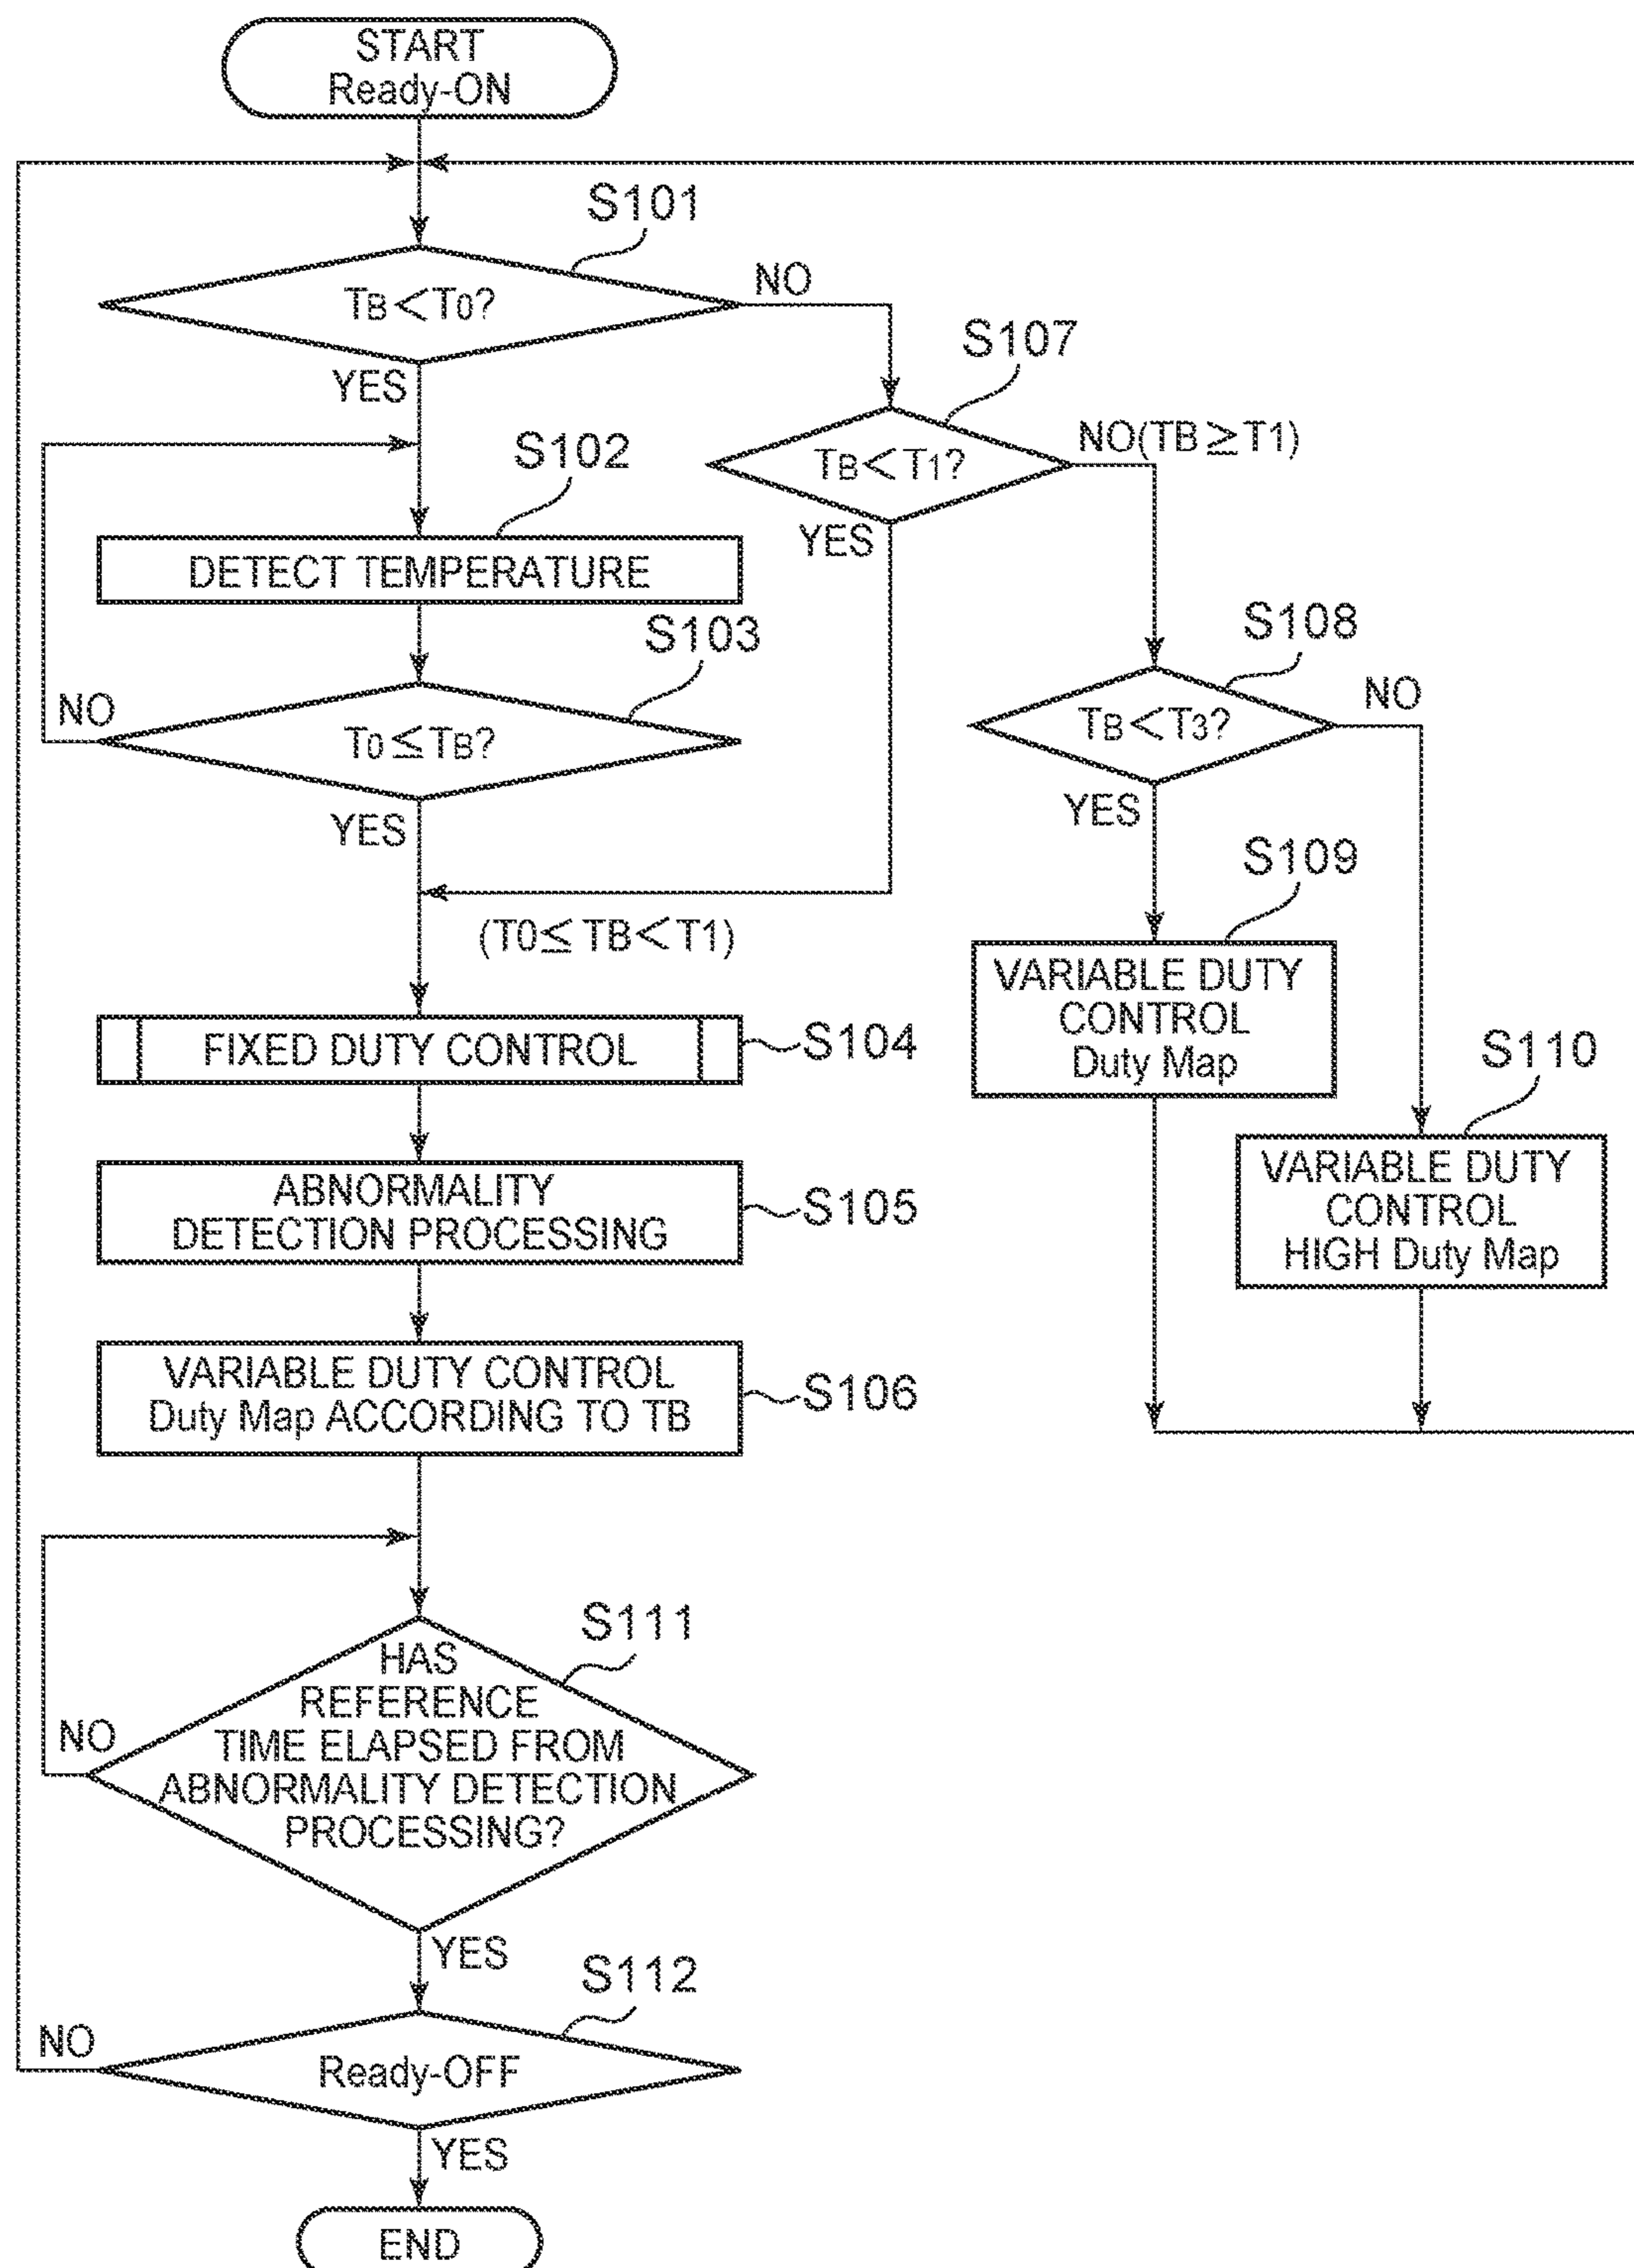 START
Ready-ON
S101
TB<T0?
NO
YES
S107
TB<T1?
NO(TB≧T1)
YES
S102
DETECT TEMPERATURE
S103
T0≦TB?
NO
YES
(T0≦TB<T1)
S108
TB<T3?
NO
YES
S109
VARIABLE DUTY
CONTROL
Duty Map
S110
VARIABLE DUTY
CONTROL
HIGH Duty Map
FIXED DUTY CONTROL
S104
ABNORMALITY
DETECTION PROCESSING
S105
VARIABLE DUTY CONTROL
Duty Map ACCORDING TO TB
S106
S111
HAS
REFERENCE
TIME ELAPSED FROM
ABNORMALITY DETECTION
PROCESSING?
NO
YES
S112
Ready-OFF
NO
YES
END